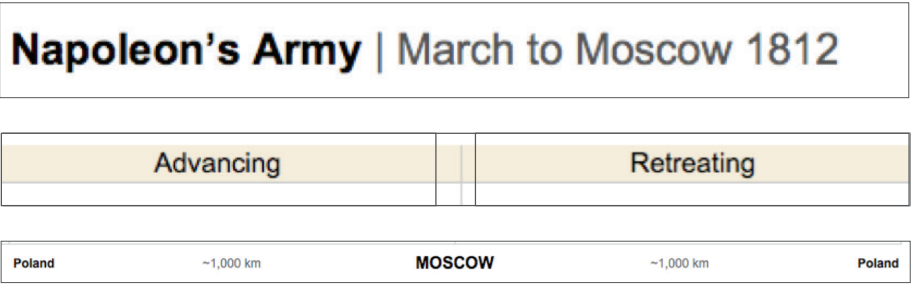 Napoleon’s Army | March to Moscow 1812
Advancing Retreating
Poland ~1,000 km MOSCOW ~1,000 km Poland